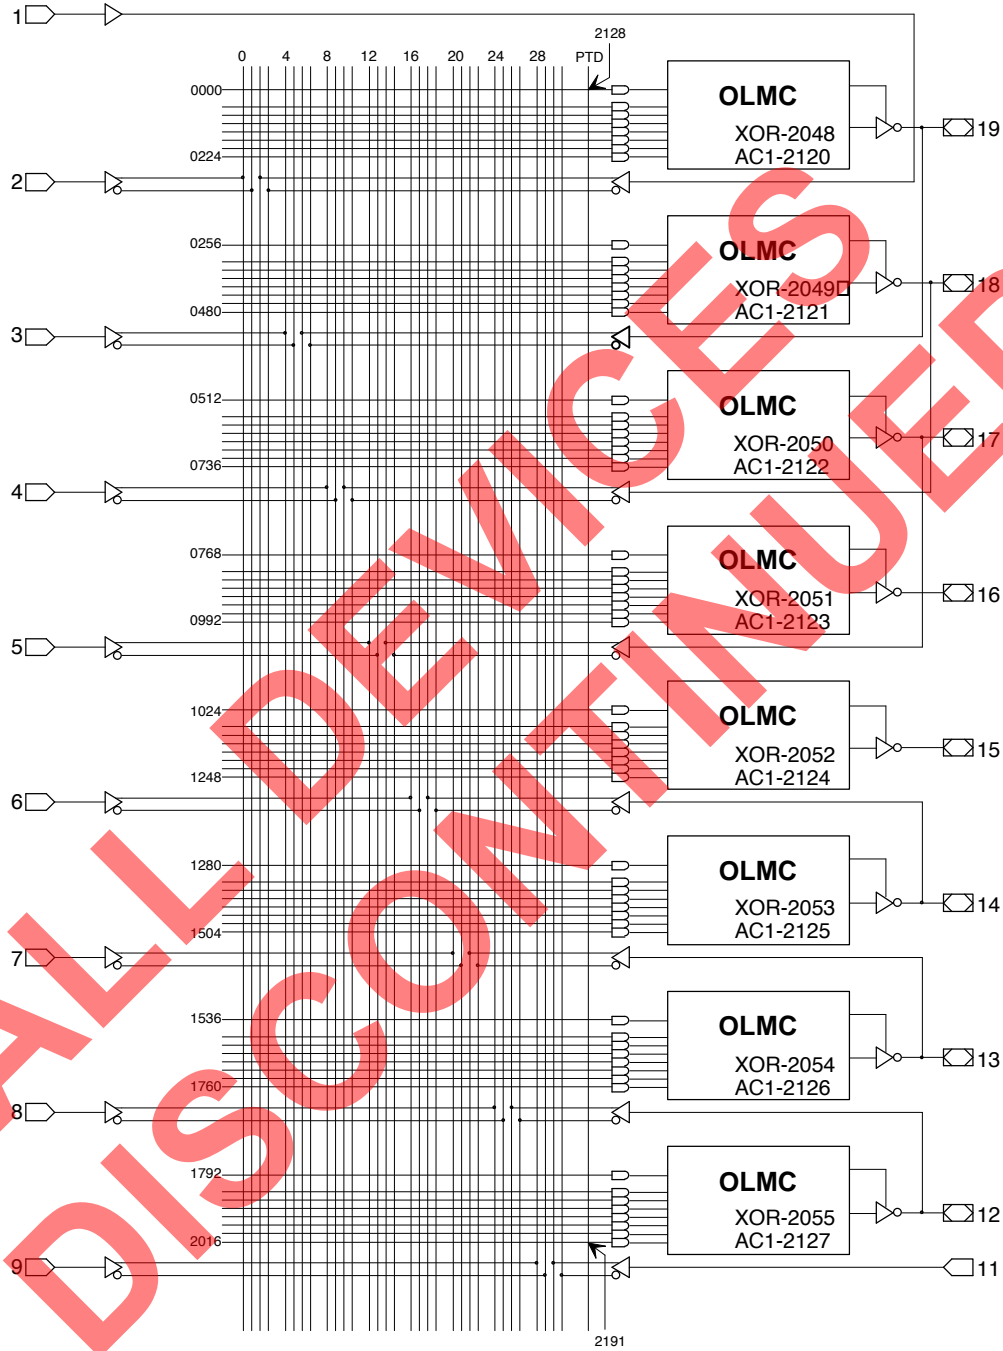 1
2128
0 4 8 12 16 20 24 28 PTD
0000
OLMC
XOR-2048
AC1-2120
19
0224
2
0256
OLMC
XOR-2049
AC1-2121
18
0480
3
0512
OLMC
XOR-2050
AC1-2122
17
0736
4
0768
OLMC
XOR-2051
AC1-2123
16
0992
5
1024
OLMC
XOR-2052
AC1-2124
15
1248
6
1280
OLMC
XOR-2053
AC1-2125
14
1504
7
1536
OLMC
XOR-2054
AC1-2126
13
1760
8
1792
OLMC
XOR-2055
AC1-2127
12
2016
9
11
2191
ALL DEVICES
DISCONTINUED